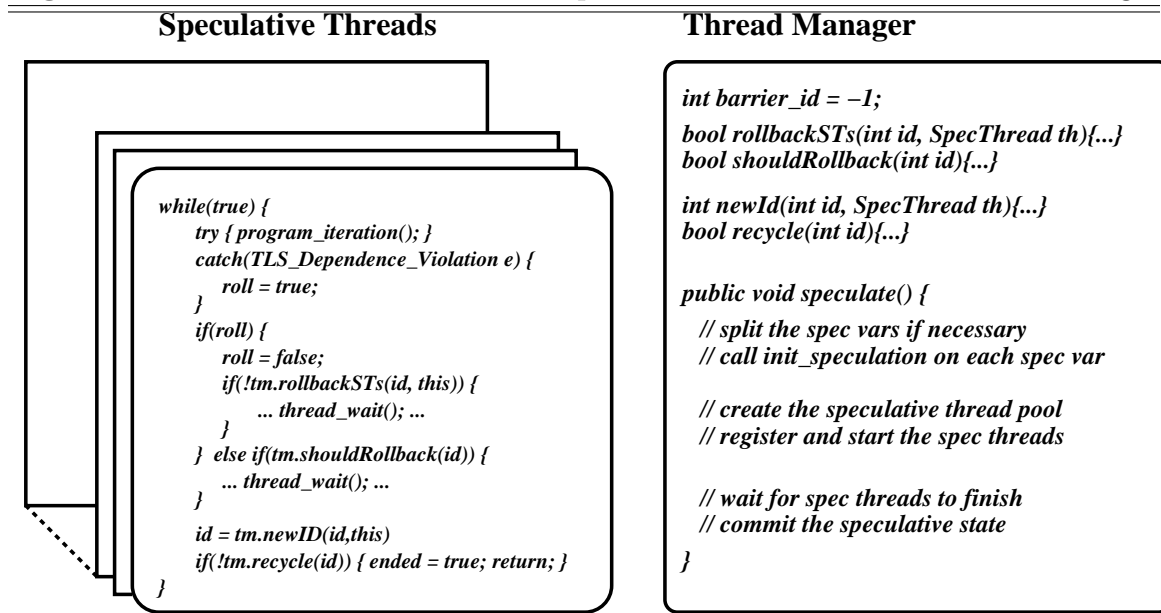 Speculative Threads
while(true) {
try { program_iteration(); }
catch(TLS_Dependence_Violation e) {
roll = true;
}
if(roll) {
roll = false;
if(!tm.rollbackSTs(id, this)) {
... thread_wait(); ...
}
} else if(tm.shouldRollback(id)) {
... thread_wait(); ...
}
id = tm.newID(id,this)
if(!tm.recycle(id)) { ended = true; return; }
}
Thread Manager
int barrier_id = −1;
bool rollbackSTs(int id, SpecThread th){...}
bool shouldRollback(int id){...}
int newId(int id, SpecThread th){...}
bool recycle(int id){...}
public void speculate() {
// split the spec vars if necessary
// call init_speculation on each spec var
// create the speculative thread pool
// register and start the spec threads
// wait for spec threads to finish
// commit the speculative state
}